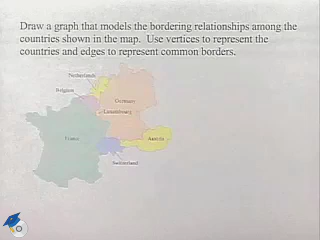 Draw a graph that models the bordering relationships among the
countries shown in the map. Use vertices to represent the
countries and edges to represent common borders.
Netherlands
Belgium
Germany
Luxembourg
France
Austria
Switzerland